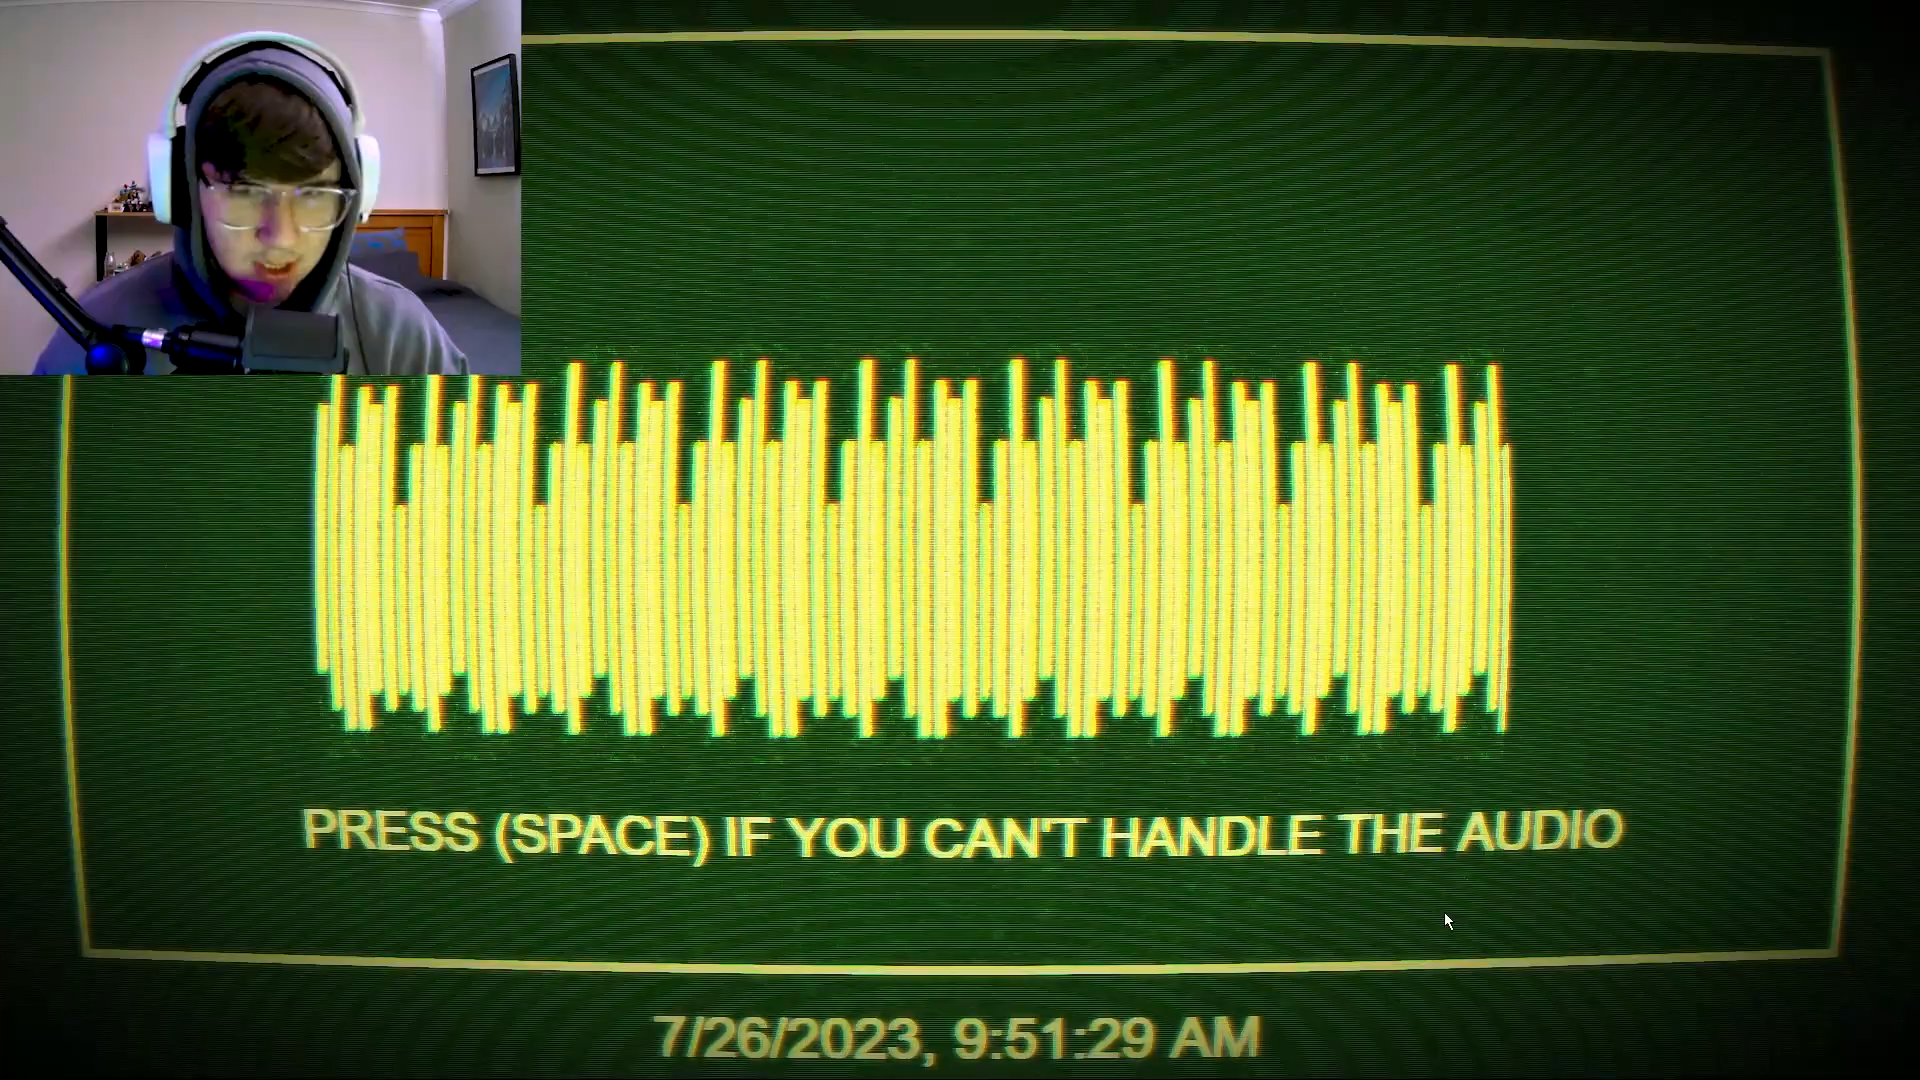 PRESS (SPACE) IF YOU CAN'T HANDLE THE AUDIO
7/26/2023, 9:51:29 AM